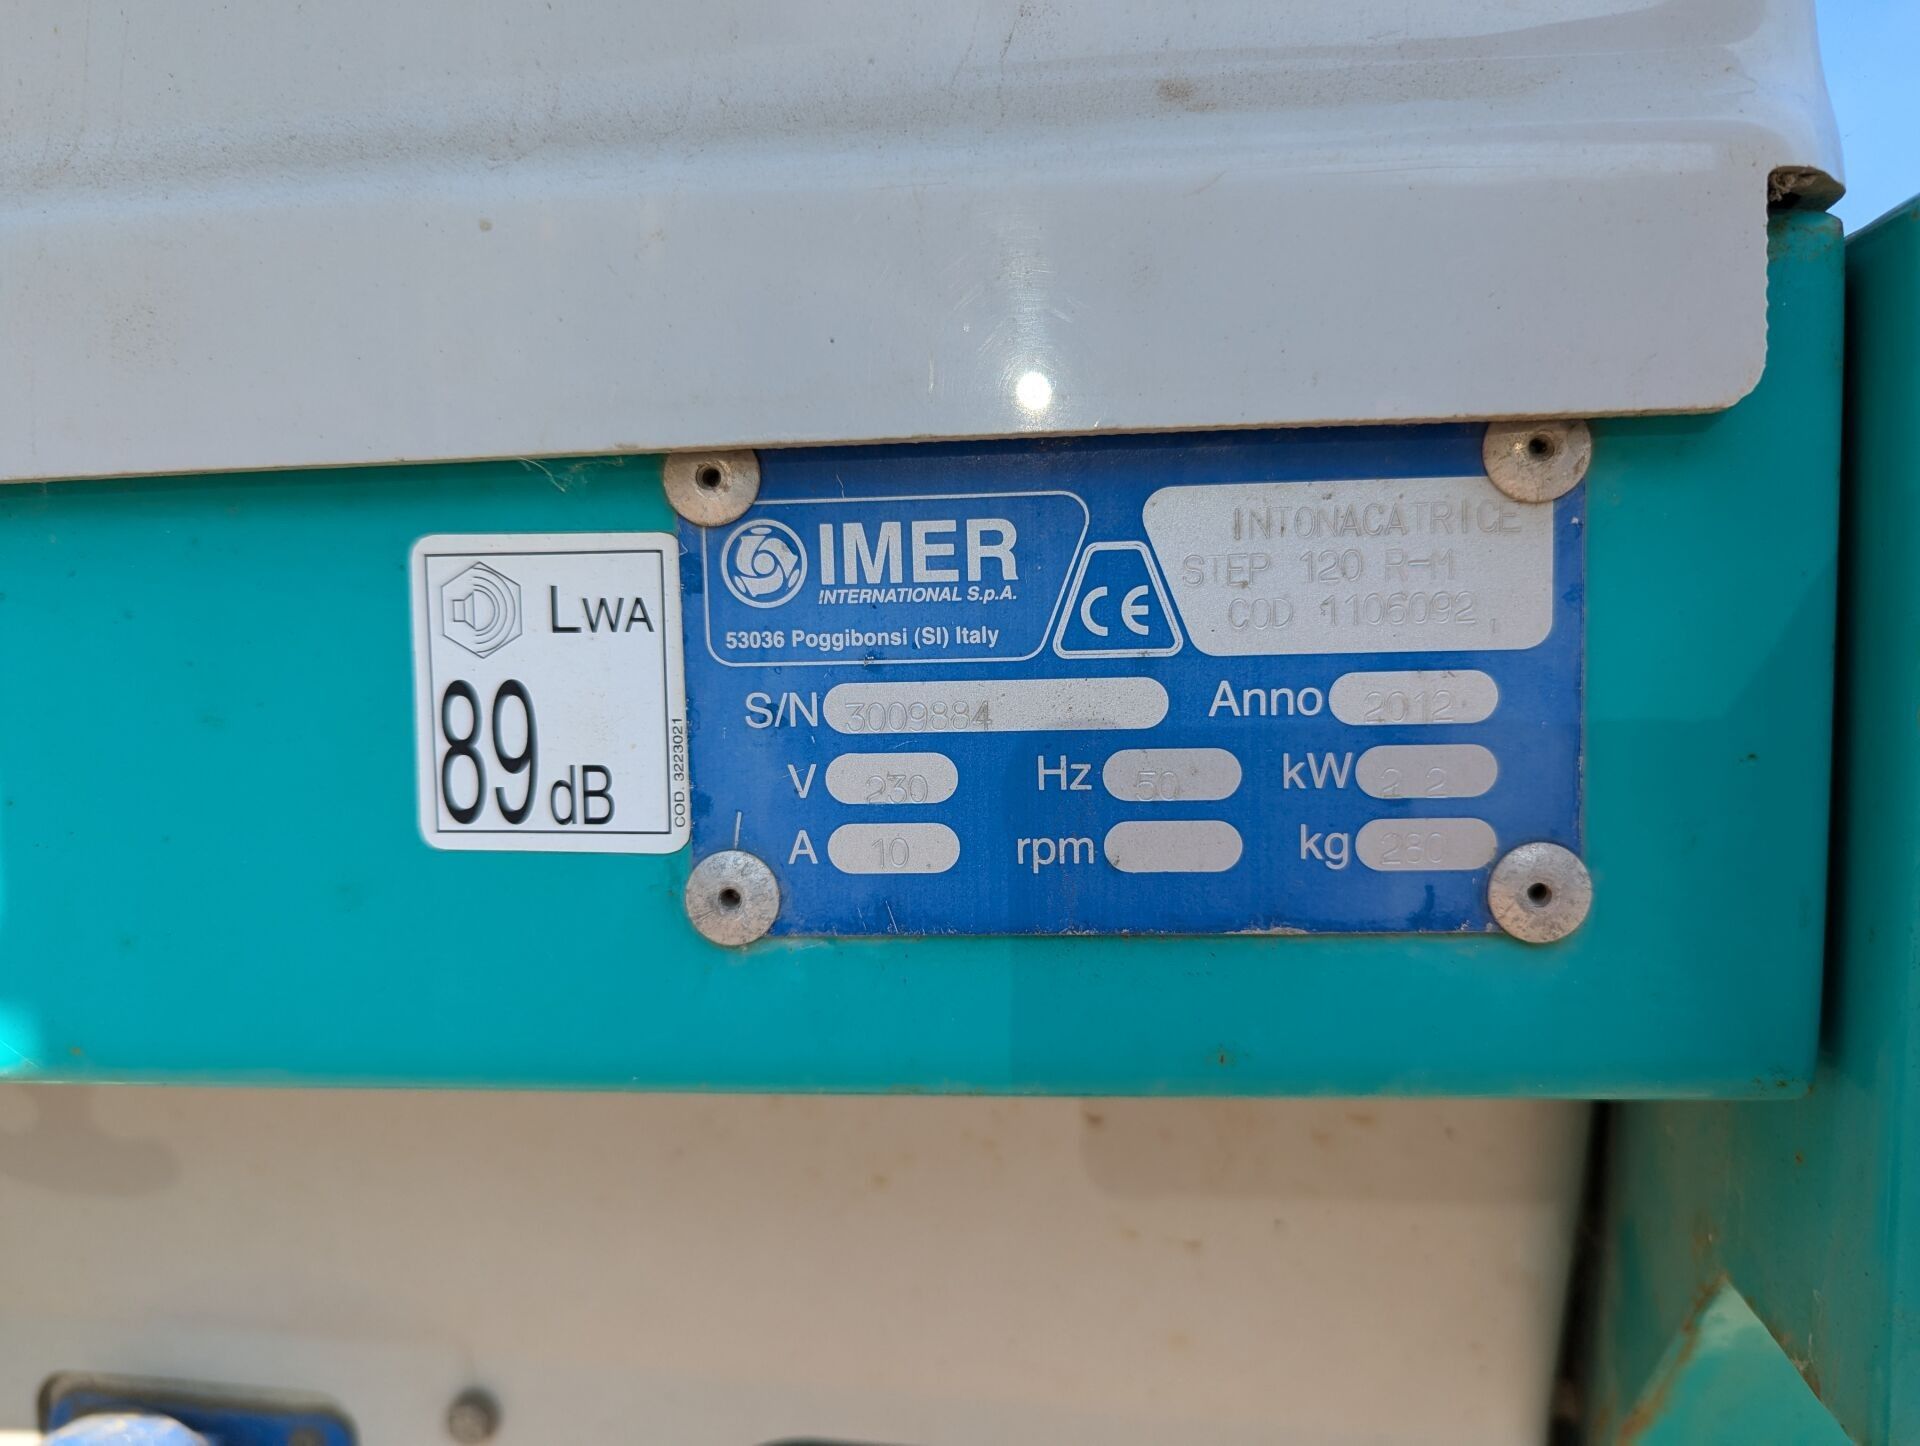 LWA
89 dB
COD. 3223021
IMER
INTERNATIONAL S.p.A.
53036 Poggibonsi (SI) Italy
CE
INTONACATRICE
STEP 120 R-M
COD 1106092
S/N 3009884
Anno 2012
V 230
Hz 50
kW 2 2
A 10
rpm
kg 280